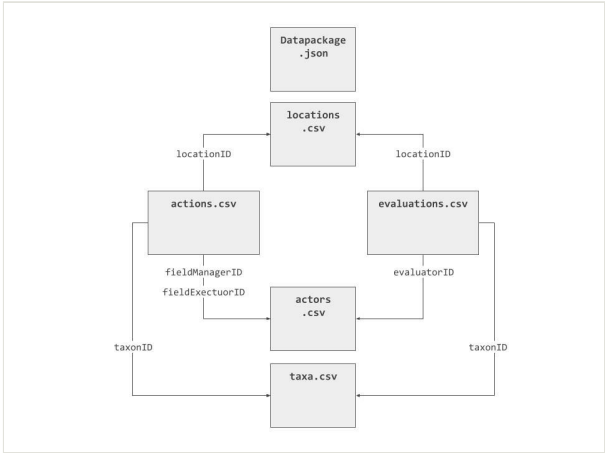 Datapackage
.json
locations
.csv
locationID
locationID
actions.csv
evaluations.csv
fieldManagerID
evaluatorID
fieldExectuorID
actors
.csv
taxonID
taxonID
taxa.csv